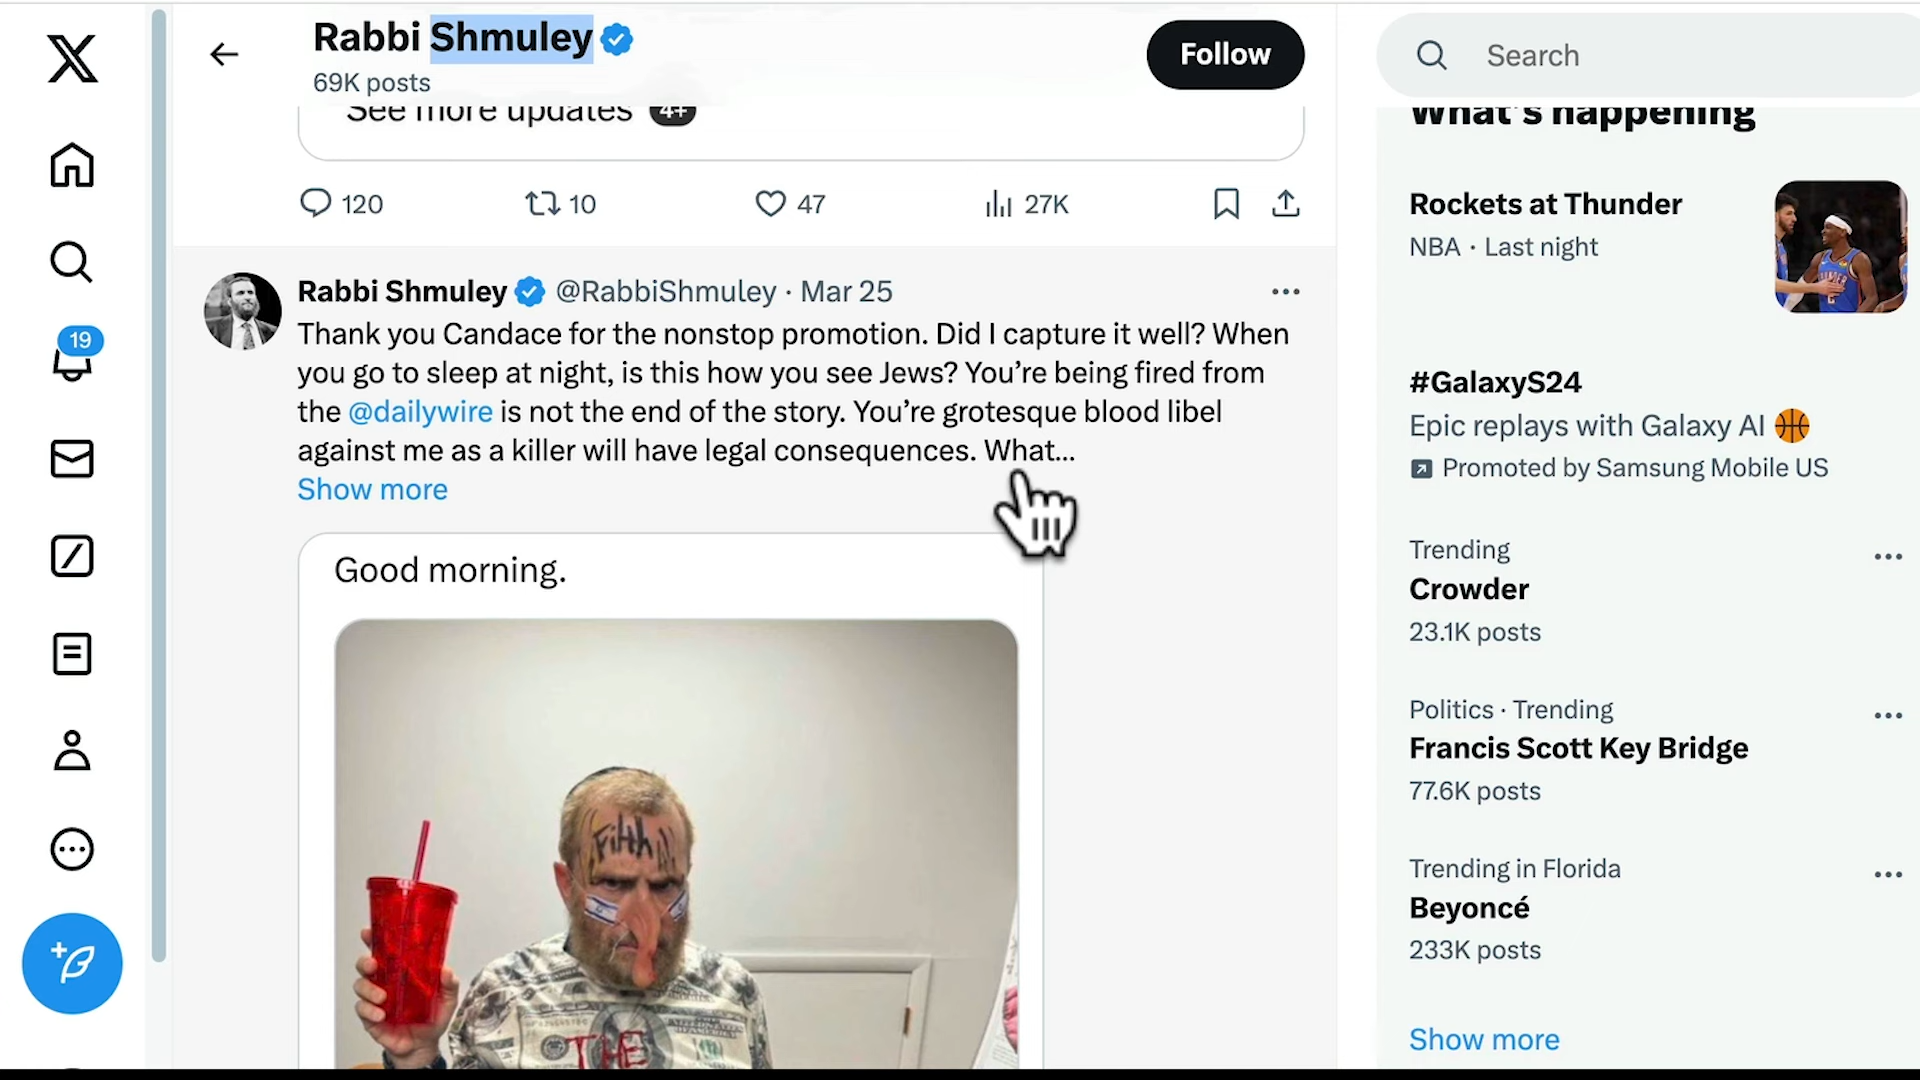 Rabbi Shmuley
69K posts
Follow
Search
See more updates 4+
What's happening
120 10 47 27K
Rockets at Thunder
NBA · Last night
Rabbi Shmuley @RabbiShmuley · Mar 25
Thank you Candace for the nonstop promotion. Did I capture it well? When
you go to sleep at night, is this how you see Jews? You're being fired from
the @dailywire is not the end of the story. You're grotesque blood libel
against me as a killer will have legal consequences. What...
Show more
19
#GalaxyS24
Epic replays with Galaxy AI
Promoted by Samsung Mobile US
Good morning.
Trending
Crowder
23.1K posts
Politics · Trending
Francis Scott Key Bridge
77.6K posts
Trending in Florida
Beyoncé
233K posts
Show more
THE